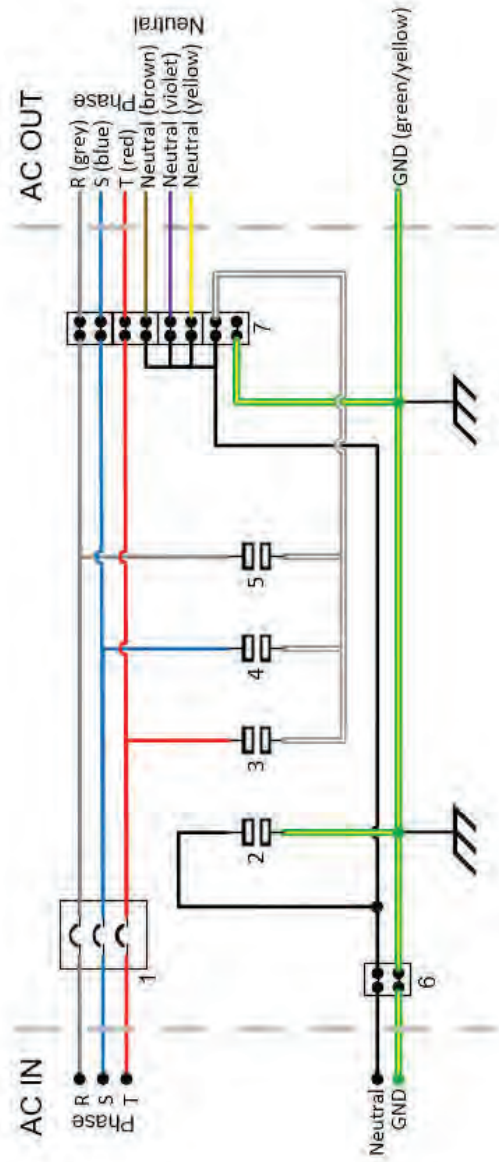 AC IN
AC OUT
R
S
T
Phase
R (grey)
S (blue)
T (red)
Phase
Neutral (brown)
Neutral (violet)
Neutral (yellow)
Neutral
1
2
3
4
5
6
7
Neutral
GND
GND (green/yellow)